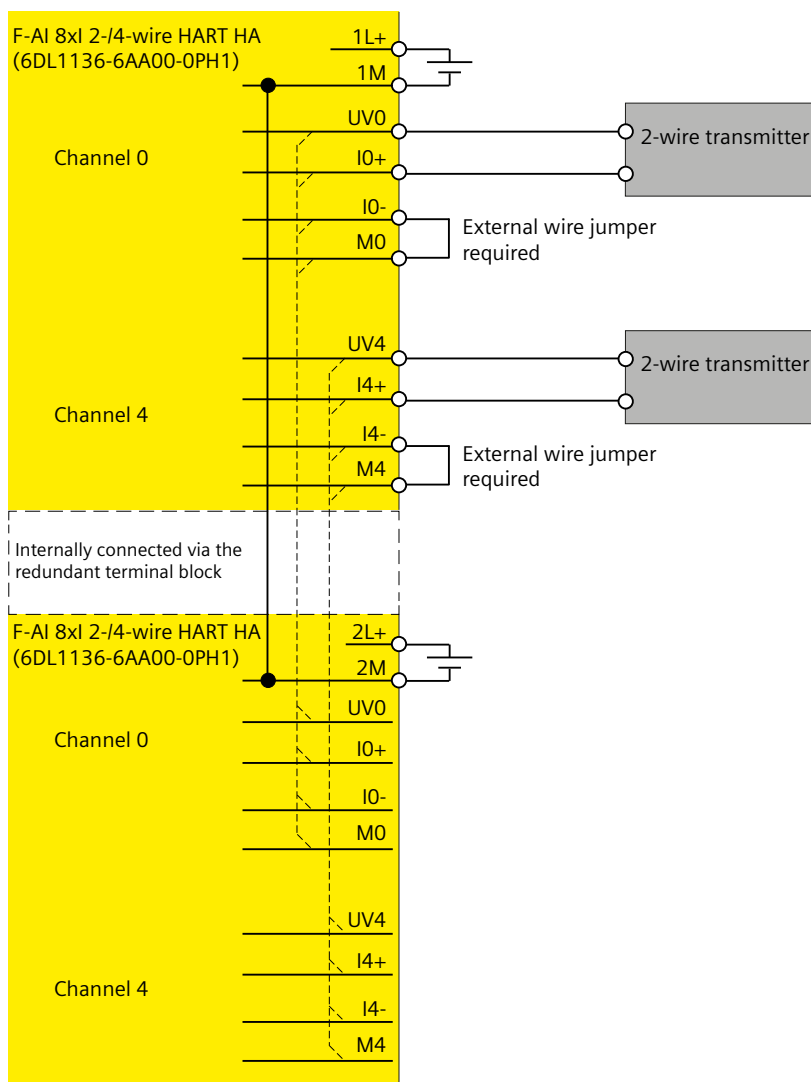 F-AI 8xI 2-/4-wire HART HA
(6DL1136-6AA00-0PH1)
1L+
1M
UV0
2-wire transmitter
Channel 0
I0+
I0-
External wire jumper
required
M0
UV4
2-wire transmitter
I4+
Channel 4
I4-
External wire jumper
required
M4
Internally connected via the
redundant terminal block
F-AI 8xI 2-/4-wire HART HA
(6DL1136-6AA00-0PH1)
2L+
2M
UV0
Channel 0
I0+
I0-
M0
UV4
I4+
Channel 4
I4-
M4